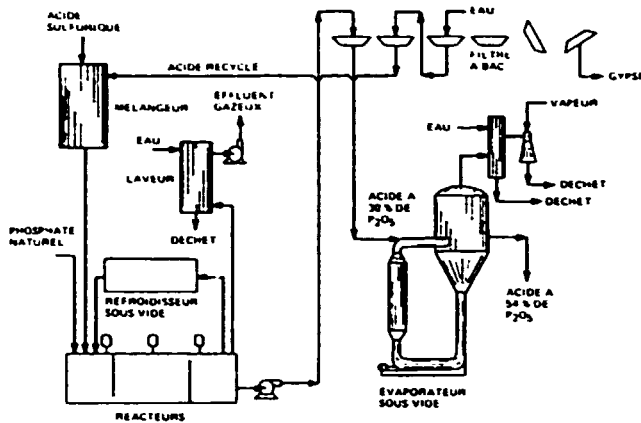 ACIDE
SULFURIQUE
MELANGEUR
ACIDE RECYCLE
EFFLUENT
GAZEUX
EAU
LAVEUR
DECHET
EAU
FILTRE
A BAC
GYPSE
VAPEUR
EAU
DECHET
DECHET
PHOSPHATE
NATUREL
REFROIDISSEUR
SOUS VIDE
REACTEURS
ACIDE A
30 % DE
P₂O₅
ACIDE A
54 % DE
P₂O₅
EVAPORATEUR
SOUS VIDE